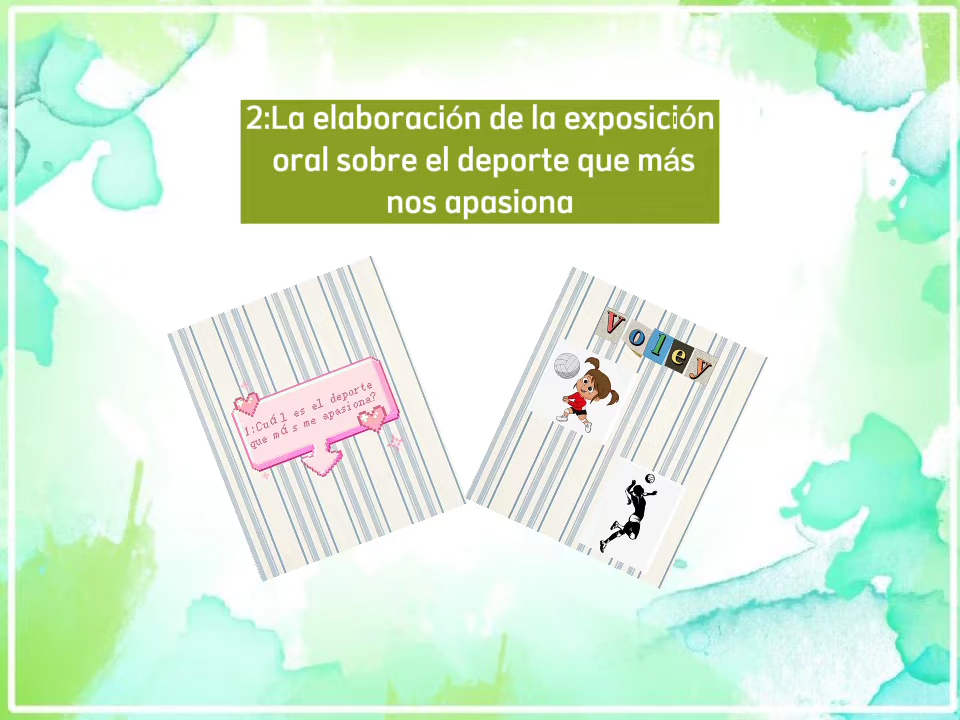 2:La elaboración de la exposición
oral sobre el deporte que más
nos apasiona
1:Cuál es el deporte
que más me apasiona?
Voley